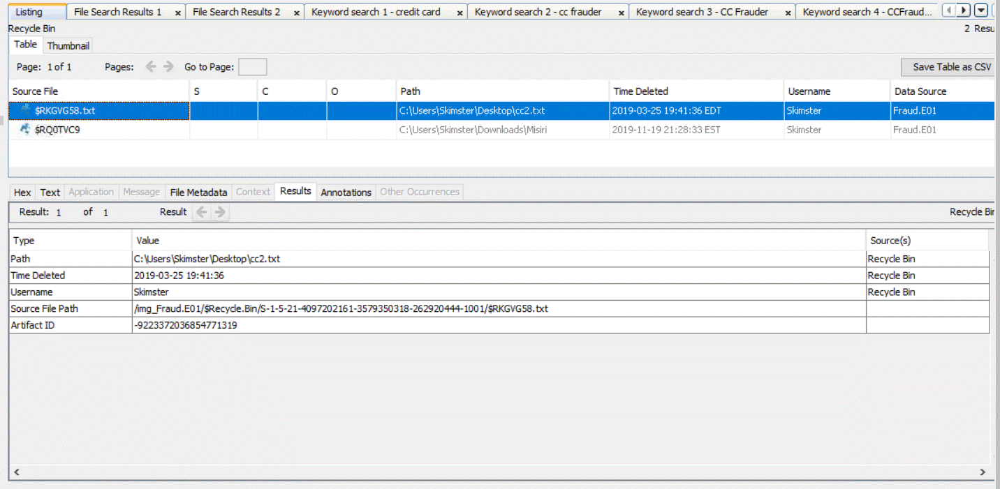 Listing File Search Results 1 x File Search Results 2 x Keyword search 1 - credit card x Keyword search 2 - cc frauder x Keyword search 3 - CC Frauder x Keyword search 4 - CCFraud...
Recycle Bin 2 Resu
Table Thumbnail
Page: 1 of 1 Pages: Go to Page: Save Table as CSV
Source File S C O Path Time Deleted Username Data Source
$RKGVG58.txt C:\Users\Skimster\Desktop\cc2.txt 2019-03-25 19:41:36 EDT Skimster Fraud.E01
$RQ0TVC9 C:\Users\Skimster\Downloads\Misiri 2019-11-19 21:28:33 EST Skimster Fraud.E01
Hex Text Application Message File Metadata Context Results Annotations Other Occurrences
Result: 1 of 1 Result Recycle Bin
Type Value Source(s)
Path C:\Users\Skimster\Desktop\cc2.txt Recycle Bin
Time Deleted 2019-03-25 19:41:36 Recycle Bin
Username Skimster Recycle Bin
Source File Path /img_Fraud.E01/$Recycle.Bin/S-1-5-21-4097202161-3579350318-262920444-1001/$RKGVG58.txt
Artifact ID -9223372036854771319